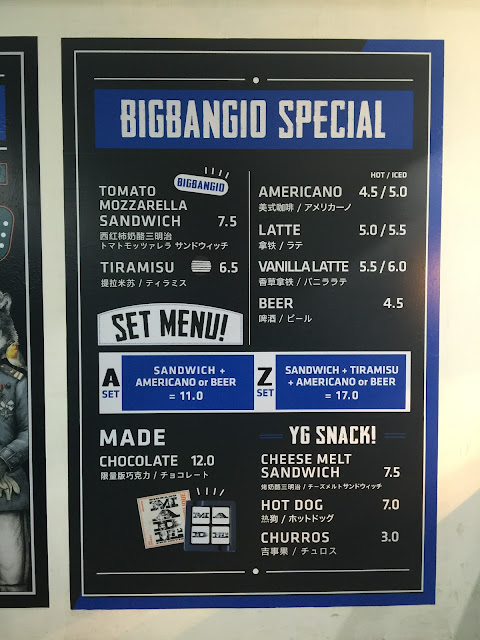 BIGBANG10 SPECIAL
BIGBANG10
TOMATO
MOZZARELLA
SANDWICH 7.5
西红柿奶酪三明治
トマトモッツァレラ サンドウィッチ
TIRAMISU 6.5
提拉米苏 / ティラミス
HOT / ICED
AMERICANO 4.5 / 5.0
美式咖啡 / アメリカーノ
LATTE 5.0 / 5.5
拿铁 / ラテ
VANILLA LATTE 5.5 / 6.0
香草拿铁 / バニララテ
BEER 4.5
啤酒 / ビール
SET MENU!
A SET
SANDWICH +
AMERICANO or BEER
= 11.0
Z SET
SANDWICH + TIRAMISU
+ AMERICANO or BEER
= 17.0
MADE
CHOCOLATE 12.0
限量版巧克力 / チョコレート
YG SNACK!
CHEESE MELT
SANDWICH 7.5
烤奶酪三明治 / チーズメルトサンドウィッチ
HOT DOG 7.0
热狗 / ホットドッグ
CHURROS 3.0
吉事果 / チュロス